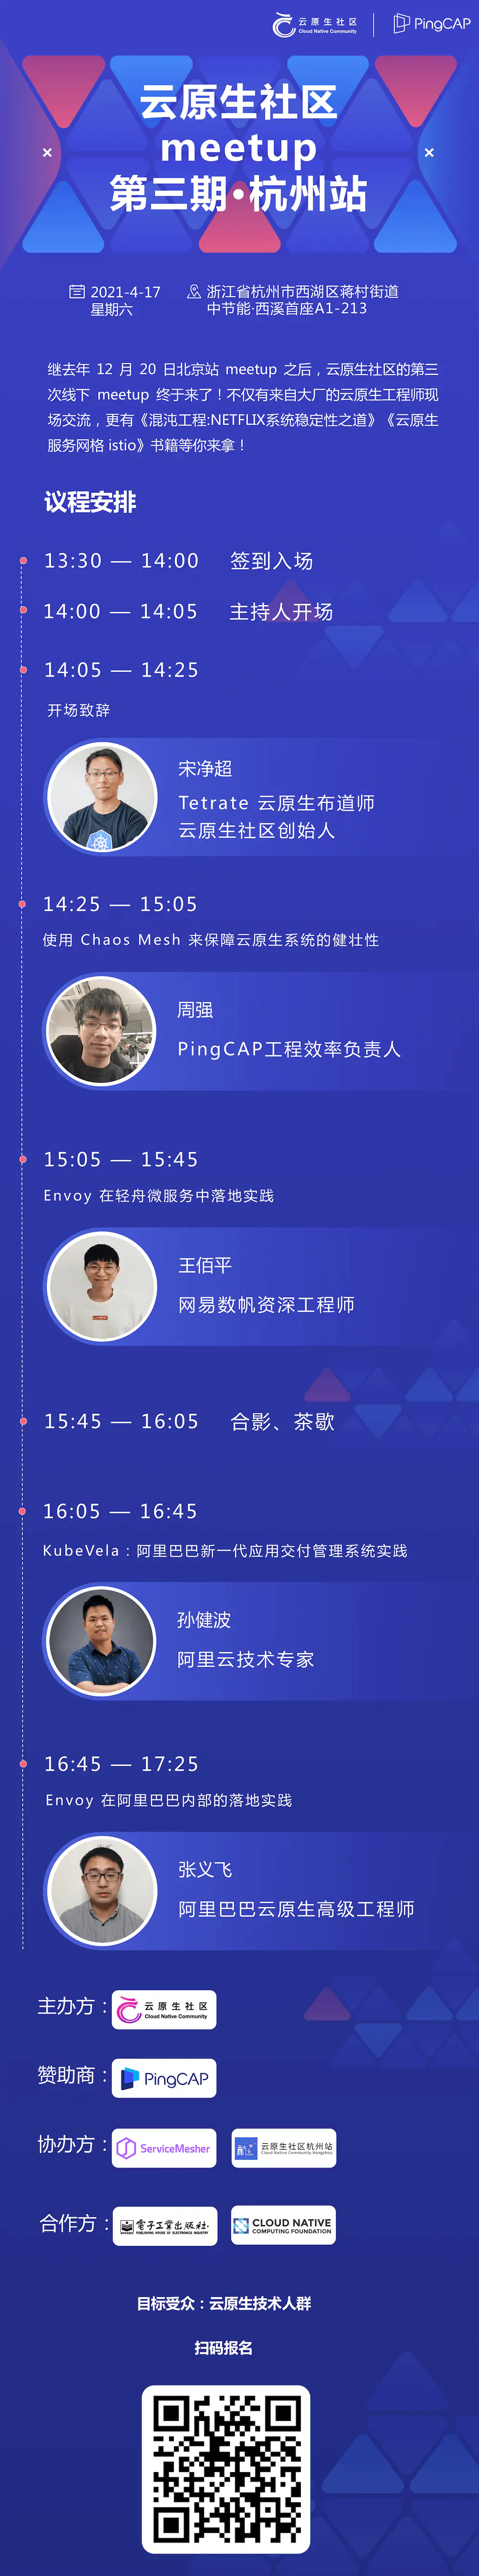 云原生社区
Cloud Native Community
PingCAP
云原生社区
meetup
第三期·杭州站
2021-4-17
星期六
浙江省杭州市西湖区蒋村街道
中节能·西溪首座A1-213
继去年 12 月 20 日北京站 meetup 之后，云原生社区的第三
次线下 meetup 终于来了！不仅有来自大厂的云原生工程师现
场交流，更有《混沌工程:NETFLIX系统稳定性之道》《云原生
服务网格 istio》书籍等你来拿！
议程安排
13:30 — 14:00 签到入场
14:00 — 14:05 主持人开场
14:05 — 14:25
开场致辞
宋净超
Tetrate 云原生布道师
云原生社区创始人
14:25 — 15:05
使用 Chaos Mesh 来保障云原生系统的健壮性
周强
PingCAP工程效率负责人
15:05 — 15:45
Envoy 在轻舟微服务中落地实践
王佰平
网易数帆资深工程师
15:45 — 16:05 合影、茶歇
16:05 — 16:45
KubeVela：阿里巴巴新一代应用交付管理系统实践
孙健波
阿里云技术专家
16:45 — 17:25
Envoy 在阿里巴巴内部的落地实践
张义飞
阿里巴巴云原生高级工程师
主办方：
云原生社区
Cloud Native Community
赞助商：
PingCAP
协办方：
ServiceMesher
云原生社区杭州站
Cloud Native Community Hangzhou
合作方：
電子工業出版社
PUBLISHING HOUSE OF ELECTRONICS INDUSTRY
CLOUD NATIVE
COMPUTING FOUNDATION
目标受众：云原生技术人群
扫码报名